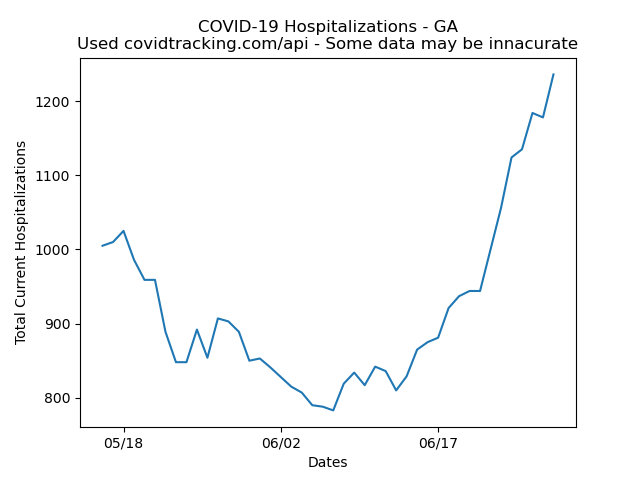 COVID-19 Hospitalizations - GA
Used covidtracking.com/api - Some data may be innacurate
Total Current Hospitalizations
1200
1100
1000
900
800
05/18
06/02
06/17
Dates